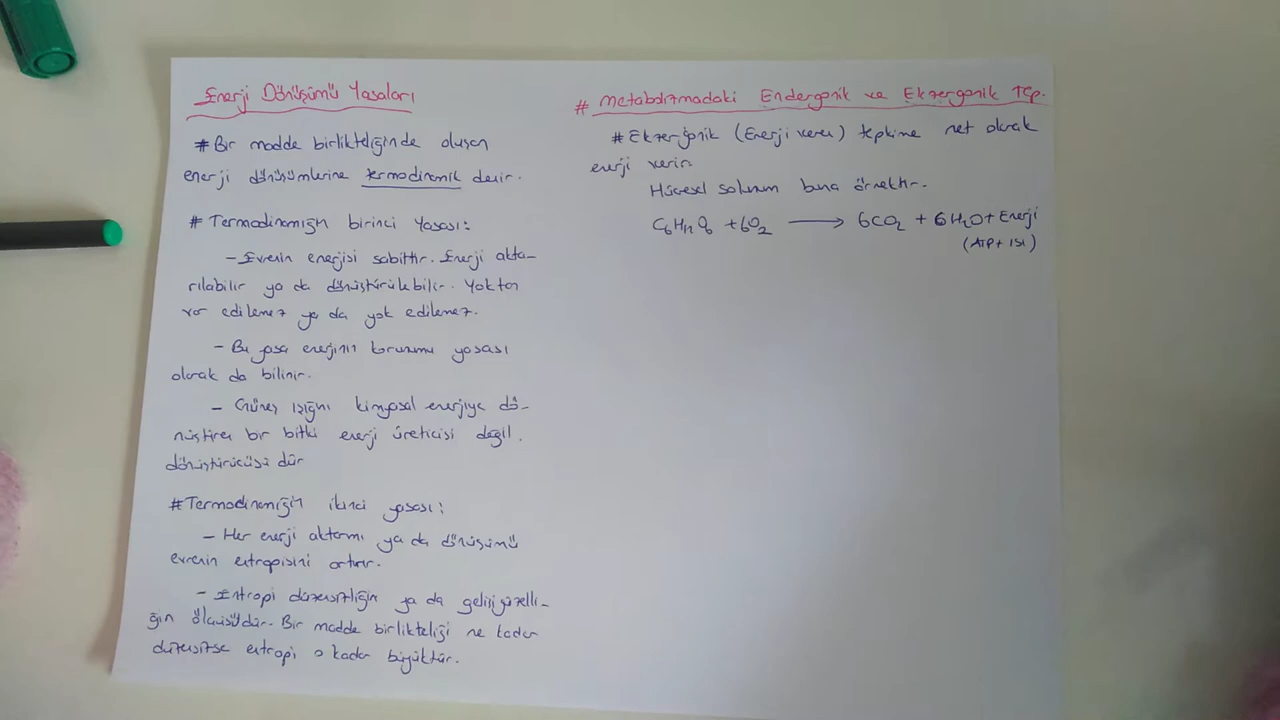 Enerji Dönüşümü Yasaları
# Bir madde birlikteliğinde oluşan
enerji dönüşümlerine termodinamik denir.
# Termodinamiğin birinci Yasası:
- Evrenin enerjisi sabittir. Enerji akta-
rılabilir ya da dönüştürülebilir. Yoktan
var edilemez ya da yok edilemez.
- Bu yasa enerjinin korunumu yasası
olarak da bilinir.
- Güneş ışığını kimyasal enerjiye dö-
nüştüren bir bitki enerji üreticisi değil,
dönüştürücüsüdür
# Termodinamiğin ikinci yasası:
- Her enerji aktarımı ya da dönüşümü
evrenin entropisini artırır.
- Entropi düzensizliğin ya da gelişigüzelli-
ğin ölçüsüdür. Bir madde birlikteliği ne kadar
düzensizse entropi o kadar büyüktür.
# Metabolizmadaki Endergonik ve Ekzergonik tep.
# Ekzergonik (Enerji veren) tepkime net olarak
enerji verir.
Hücresel solunum buna örnektir.
C6H12O6 + 6O2 ⟶ 6CO2 + 6H2O + Enerji
(ATP + ISI)